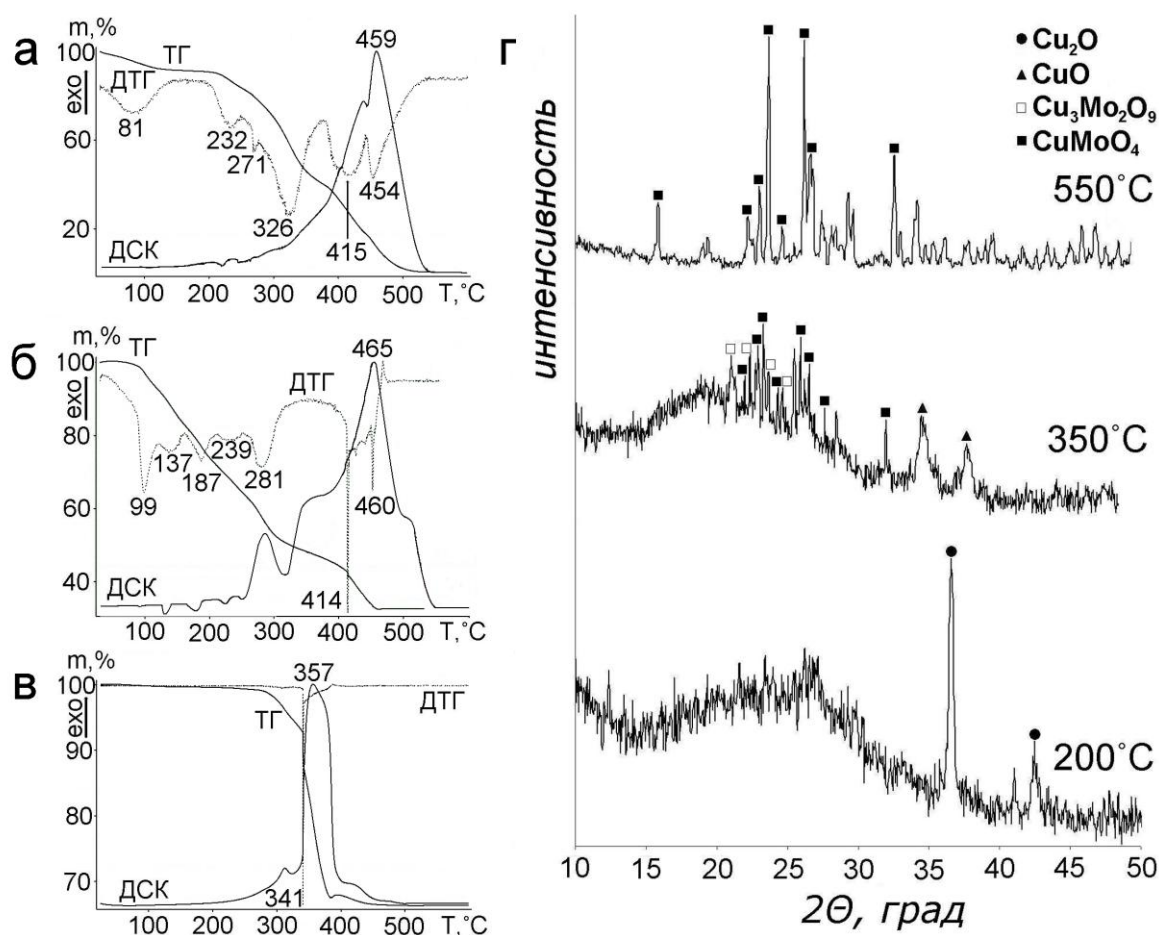 а
m,%
100
60
20
exo
ТГ
ДТГ
81
232
271
326
415
454
459
ДСК
100 200 300 400 500 T,°C
б
m,%
100
80
60
40
exo
ТГ
ДТГ
99
137
187
239
281
414
460
465
ДСК
100 200 300 400 500 T,°C
в
m,%
100
90
80
70
exo
ТГ
ДТГ
357
341
ДСК
100 200 300 400 500 T,°C
г
интенсивность
● Cu₂O
▲ CuO
□ Cu₃Mo₂O₉
■ CuMoO₄
550°C
350°C
200°C
10 15 20 25 30 35 40 45 50
2Θ, град